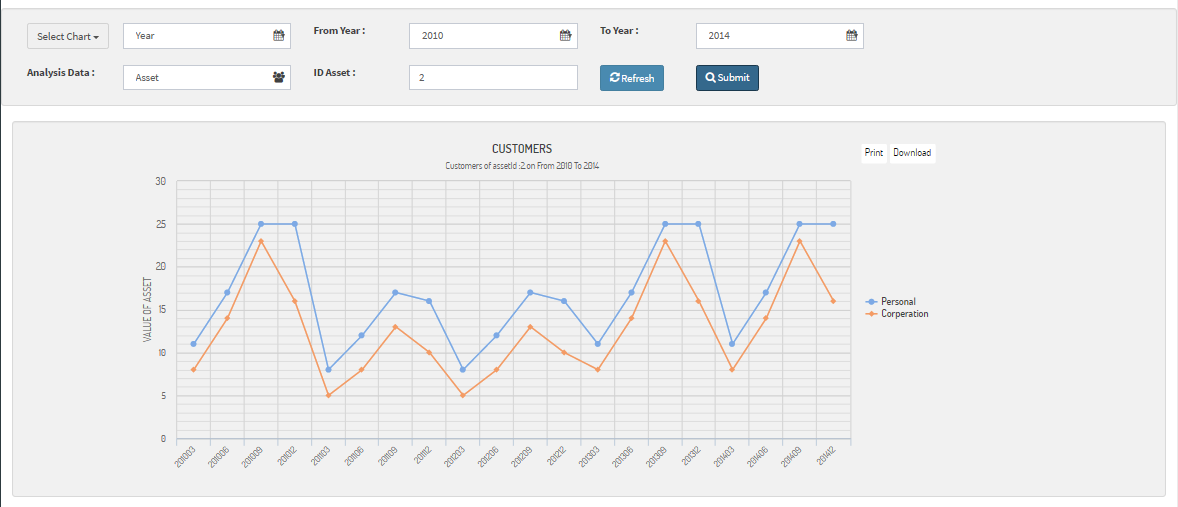 Select Chart
Year
From Year :
2010
To Year :
2014
Analysis Data :
Asset
ID Asset :
2
Refresh
Submit
CUSTOMERS
Customers of assetId :2.on From 2010 To 2014
Print
Download
VALUE OF ASSET
30
25
20
15
10
5
0
201003
201006
201009
201012
201103
201106
201109
201112
201203
201206
201209
201212
201303
201306
201309
201312
201403
201406
201409
201412
Personal
Corperation